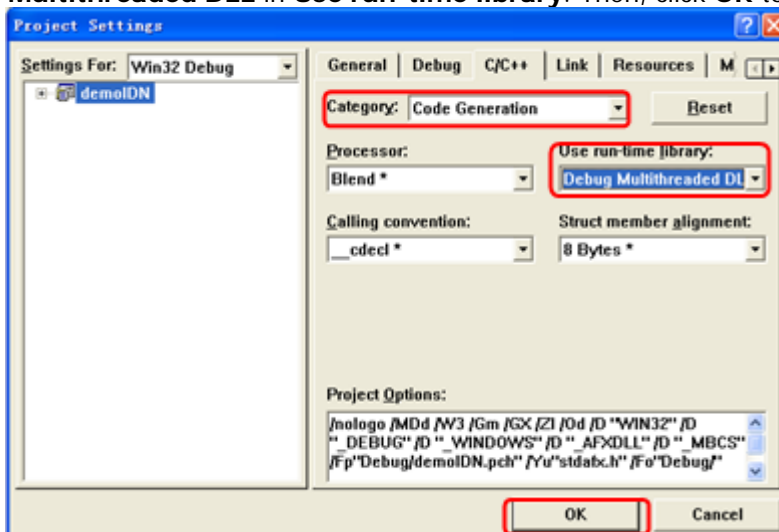 Multithreaded DLL in Use run-time library. Then, click OK to
Project Settings
Settings For: Win32 Debug
demoIDN
General Debug C/C++ Link Resources M
Category: Code Generation
Reset
Processor:
Use run-time library:
Blend *
Debug Multithreaded DL
Calling convention:
Struct member alignment:
__cdecl *
8 Bytes *
Project Options:
/nologo /MDd /W3 /Gm /GX /ZI /Od /D "WIN32" /D
"_DEBUG" /D "_WINDOWS" /D "_AFXDLL" /D "_MBCS"
/Fp"Debug/demoIDN.pch" /Yu"stdafx.h" /Fo"Debug/"
OK
Cancel